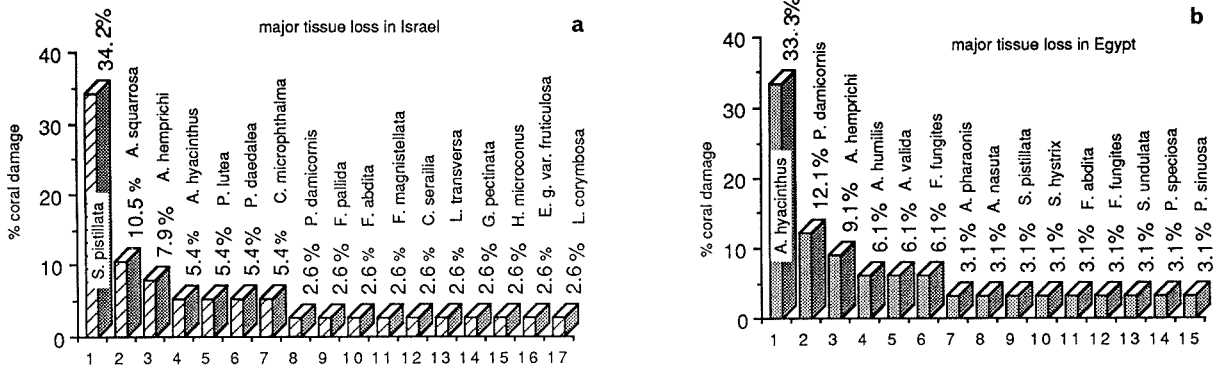 major tissue loss in Israel
a
% coral damage
40
30
20
10
0
34.2% S. pistillata
10.5 % A. squarrosa
7.9% A. hemprichi
5.4% A. hyacinthus
5.4% P. lutea
5.4% P. daedalea
5.4% C. microphthalma
2.6% P. damicornis
2.6% F. pallida
2.6% F. abdita
2.6% F. magnistellata
2.6% C. serailia
2.6% L. transversa
2.6% G. pectinata
2.6% H. microconus
2.6% E. g. var. fruticulosa
2.6% L. corymbosa
1 2 3 4 5 6 7 8 9 10 11 12 13 14 15 16 17
major tissue loss in Egypt
b
% coral damage
40
30
20
10
0
33.3% A. hyacinthus
12.1% P. damicornis
9.1% A. hemprichi
6.1% A. humilis
6.1% A. valida
6.1% F. fungites
3.1% A. pharaonis
3.1% A. nasuta
3.1% S. pistillata
3.1% S. hystrix
3.1% F. abdita
3.1% F. fungites
3.1% S. undulata
3.1% P. speciosa
3.1% P. sinuosa
1 2 3 4 5 6 7 8 9 10 11 12 13 14 15